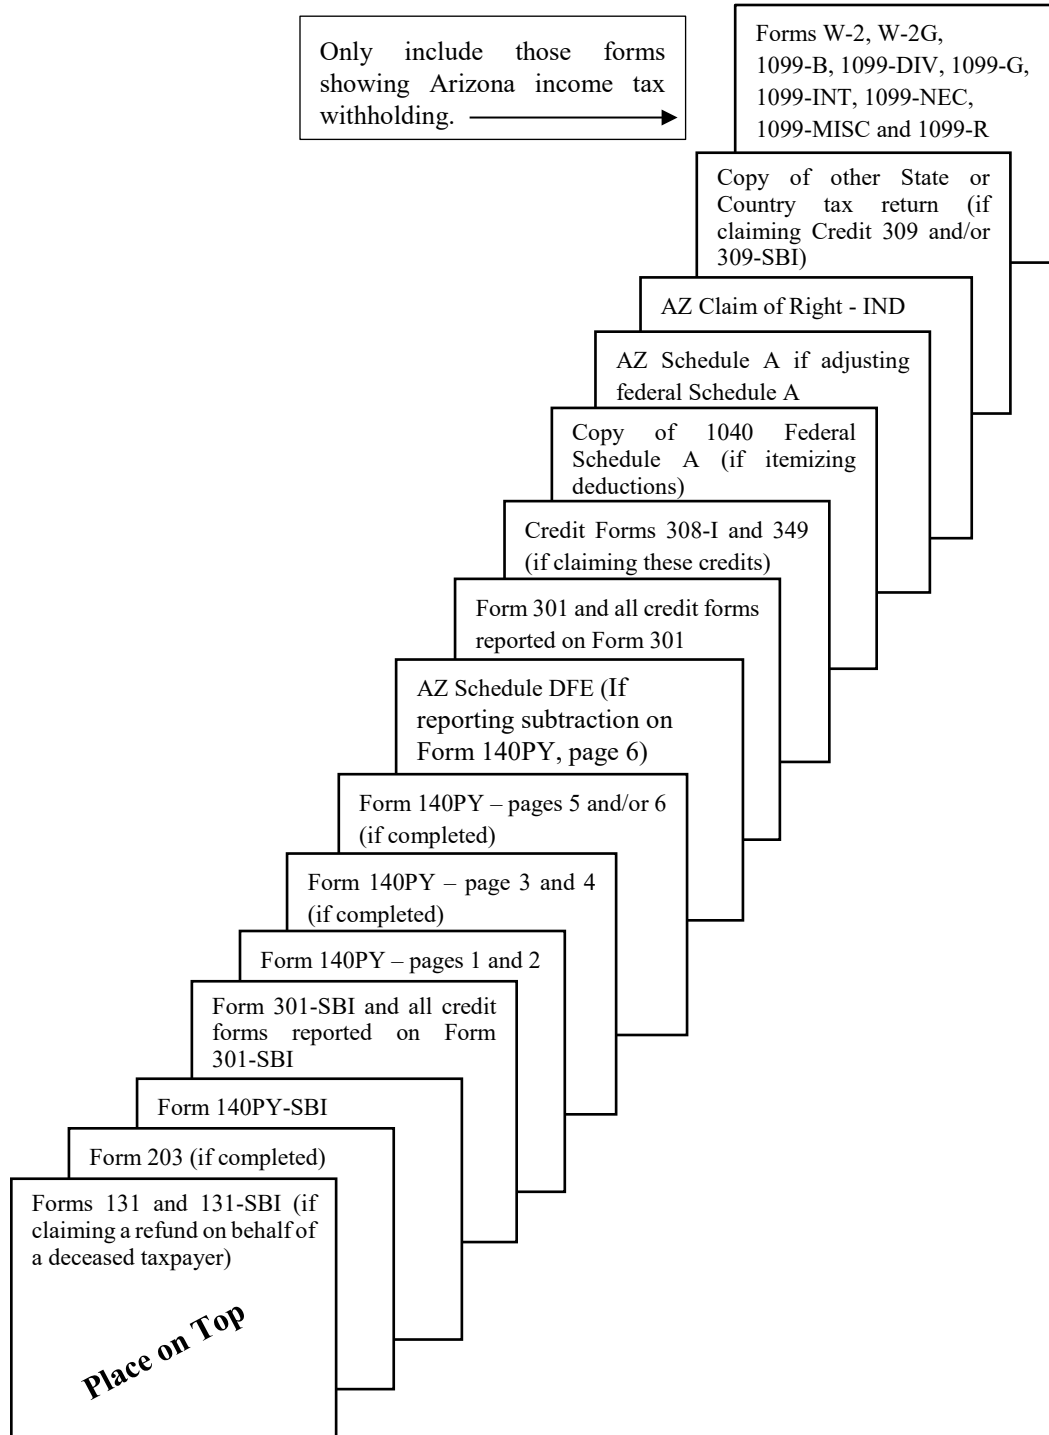 Only include those forms
showing Arizona income tax
withholding.
Forms W-2, W-2G,
1099-B, 1099-DIV, 1099-G,
1099-INT, 1099-NEC,
1099-MISC and 1099-R
Copy of other State or
Country tax return (if
claiming Credit 309 and/or
309-SBI)
AZ Claim of Right - IND
AZ Schedule A if adjusting
federal Schedule A
Copy of 1040 Federal
Schedule A (if itemizing
deductions)
Credit Forms 308-I and 349
(if claiming these credits)
Form 301 and all credit forms
reported on Form 301
AZ Schedule DFE (If
reporting subtraction on
Form 140PY, page 6)
Form 140PY – pages 5 and/or 6
(if completed)
Form 140PY – page 3 and 4
(if completed)
Form 140PY – pages 1 and 2
Form 301-SBI and all credit
forms reported on Form
301-SBI
Form 140PY-SBI
Form 203 (if completed)
Forms 131 and 131-SBI (if
claiming a refund on behalf of
a deceased taxpayer)
Place on Top